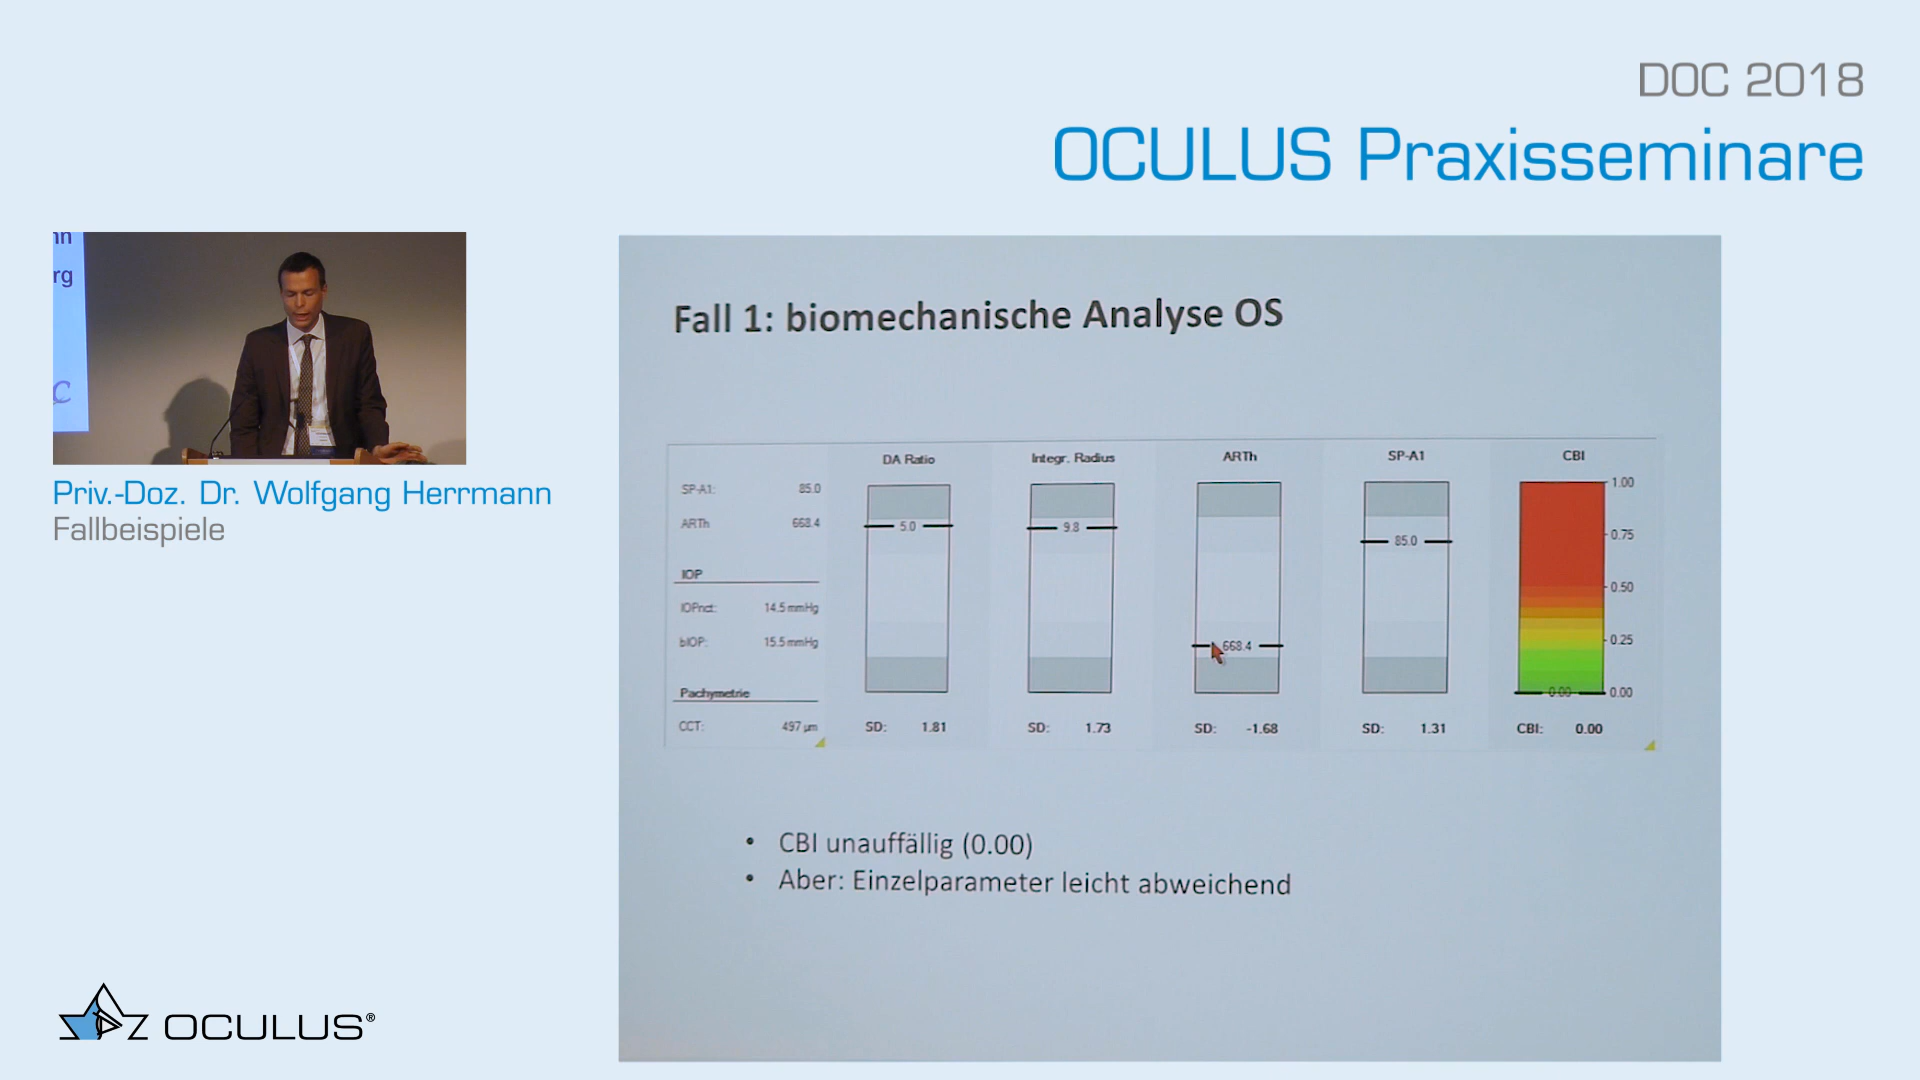 DOC 2018
OCULUS Praxisseminare
nn
rg
C
Priv.-Doz. Dr. Wolfgang Herrmann
Fallbeispiele
Fall 1: biomechanische Analyse OS
DA Ratio
Integr. Radius
ARTh
SP-A1
CBI
SP-A1: 85.0
ARTh 668.4
IOP
IOPnct: 14.5 mmHg
bIOP: 15.5 mmHg
Pachymetrie
CCT: 497 µm
5.0
9.8
668.4
85.0
1.00
0.75
0.50
0.25
0.00 0.00
SD: 1.81
SD: 1.73
SD: -1.68
SD: 1.31
CBI: 0.00
• CBI unauffällig (0.00)
• Aber: Einzelparameter leicht abweichend
OCULUS®